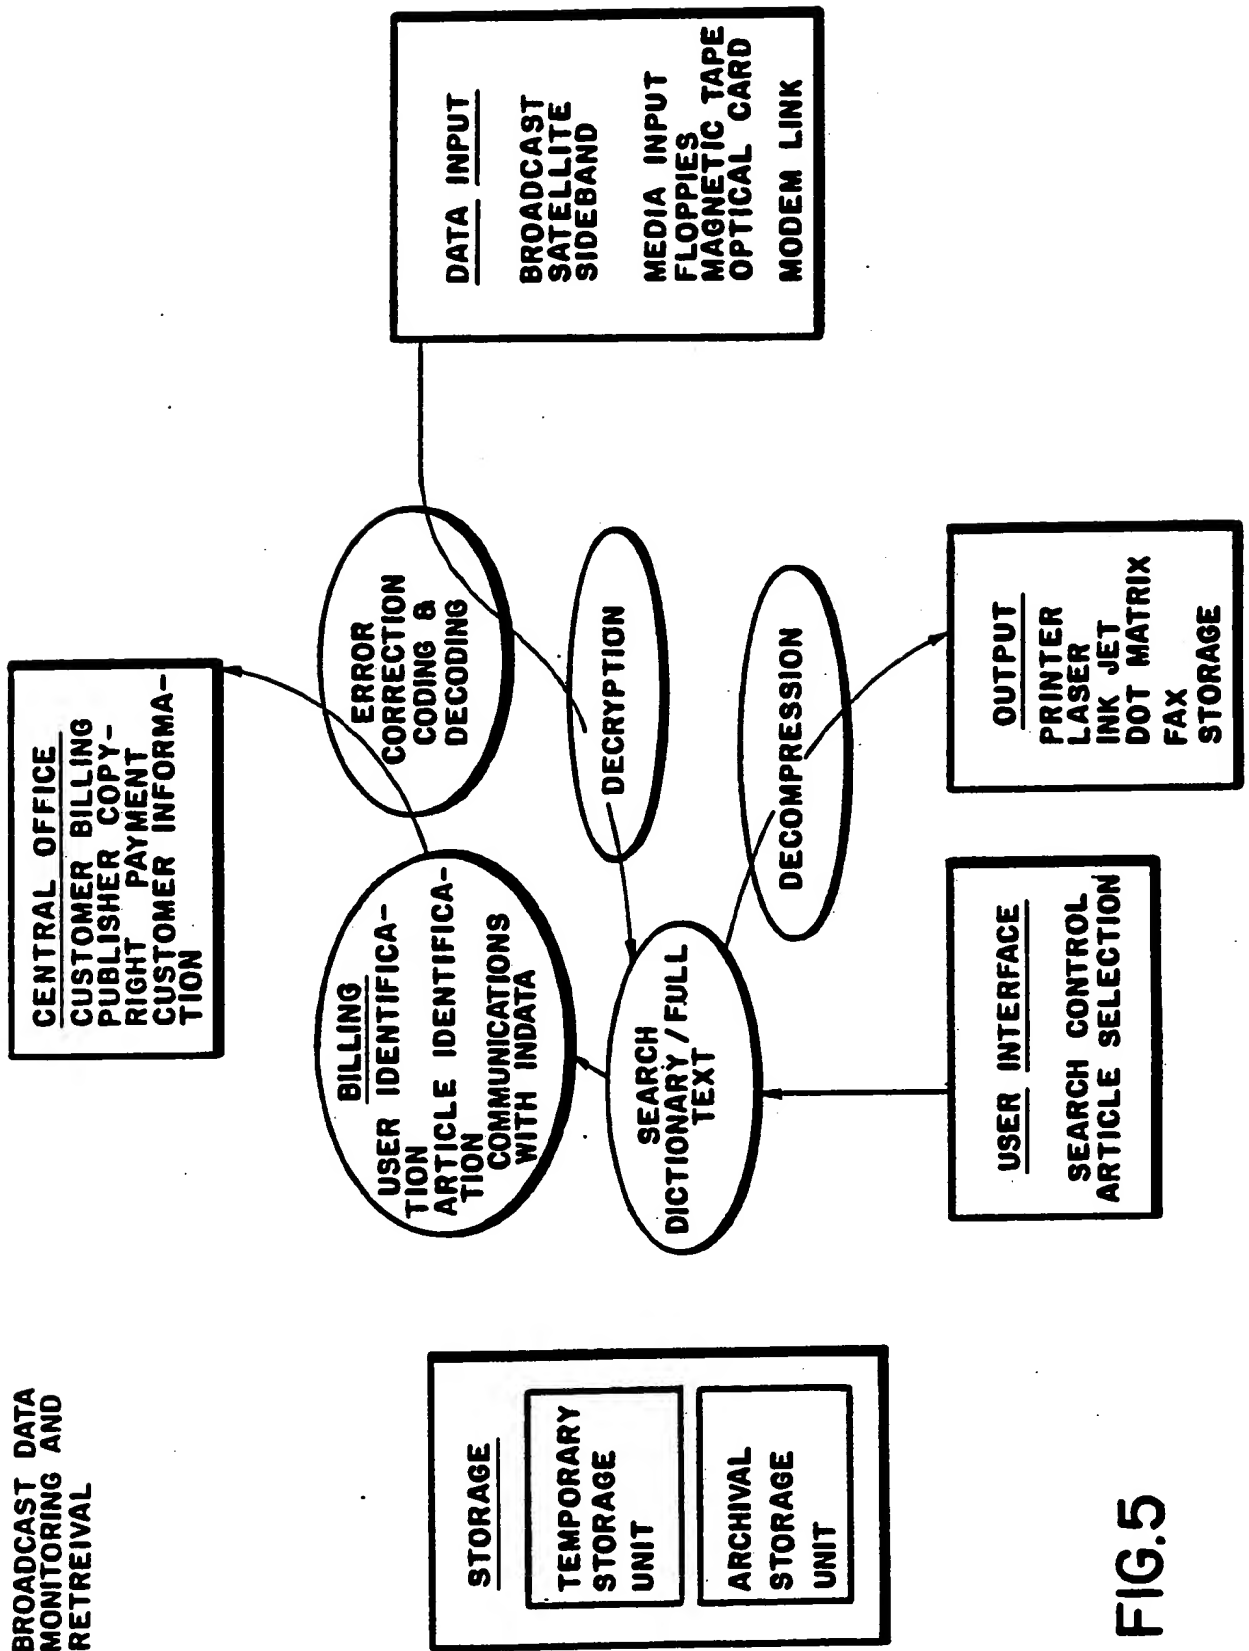 BROADCAST DATA
MONITORING AND
RETREIVAL
CENTRAL OFFICE
CUSTOMER BILLING
PUBLISHER COPY-
RIGHT PAYMENT
CUSTOMER INFORMA-
TION
BILLING
USER IDENTIFICA-
TION
ARTICLE IDENTIFICA-
TION
COMMUNICATIONS
WITH INDATA
ERROR
CORRECTION
CODING &
DECODING
DATA INPUT
BROADCAST
SATELLITE
SIDEBAND
MEDIA INPUT
FLOPPIES
MAGNETIC TAPE
OPTICAL CARD
MODEM LINK
STORAGE
TEMPORARY
STORAGE
UNIT
ARCHIVAL
STORAGE
UNIT
SEARCH
DICTIONARY/FULL
TEXT
DECRYPTION
DECOMPRESSION
USER INTERFACE
SEARCH CONTROL
ARTICLE SELECTION
OUTPUT
PRINTER
LASER
INK JET
DOT MATRIX
FAX
STORAGE
FIG.5